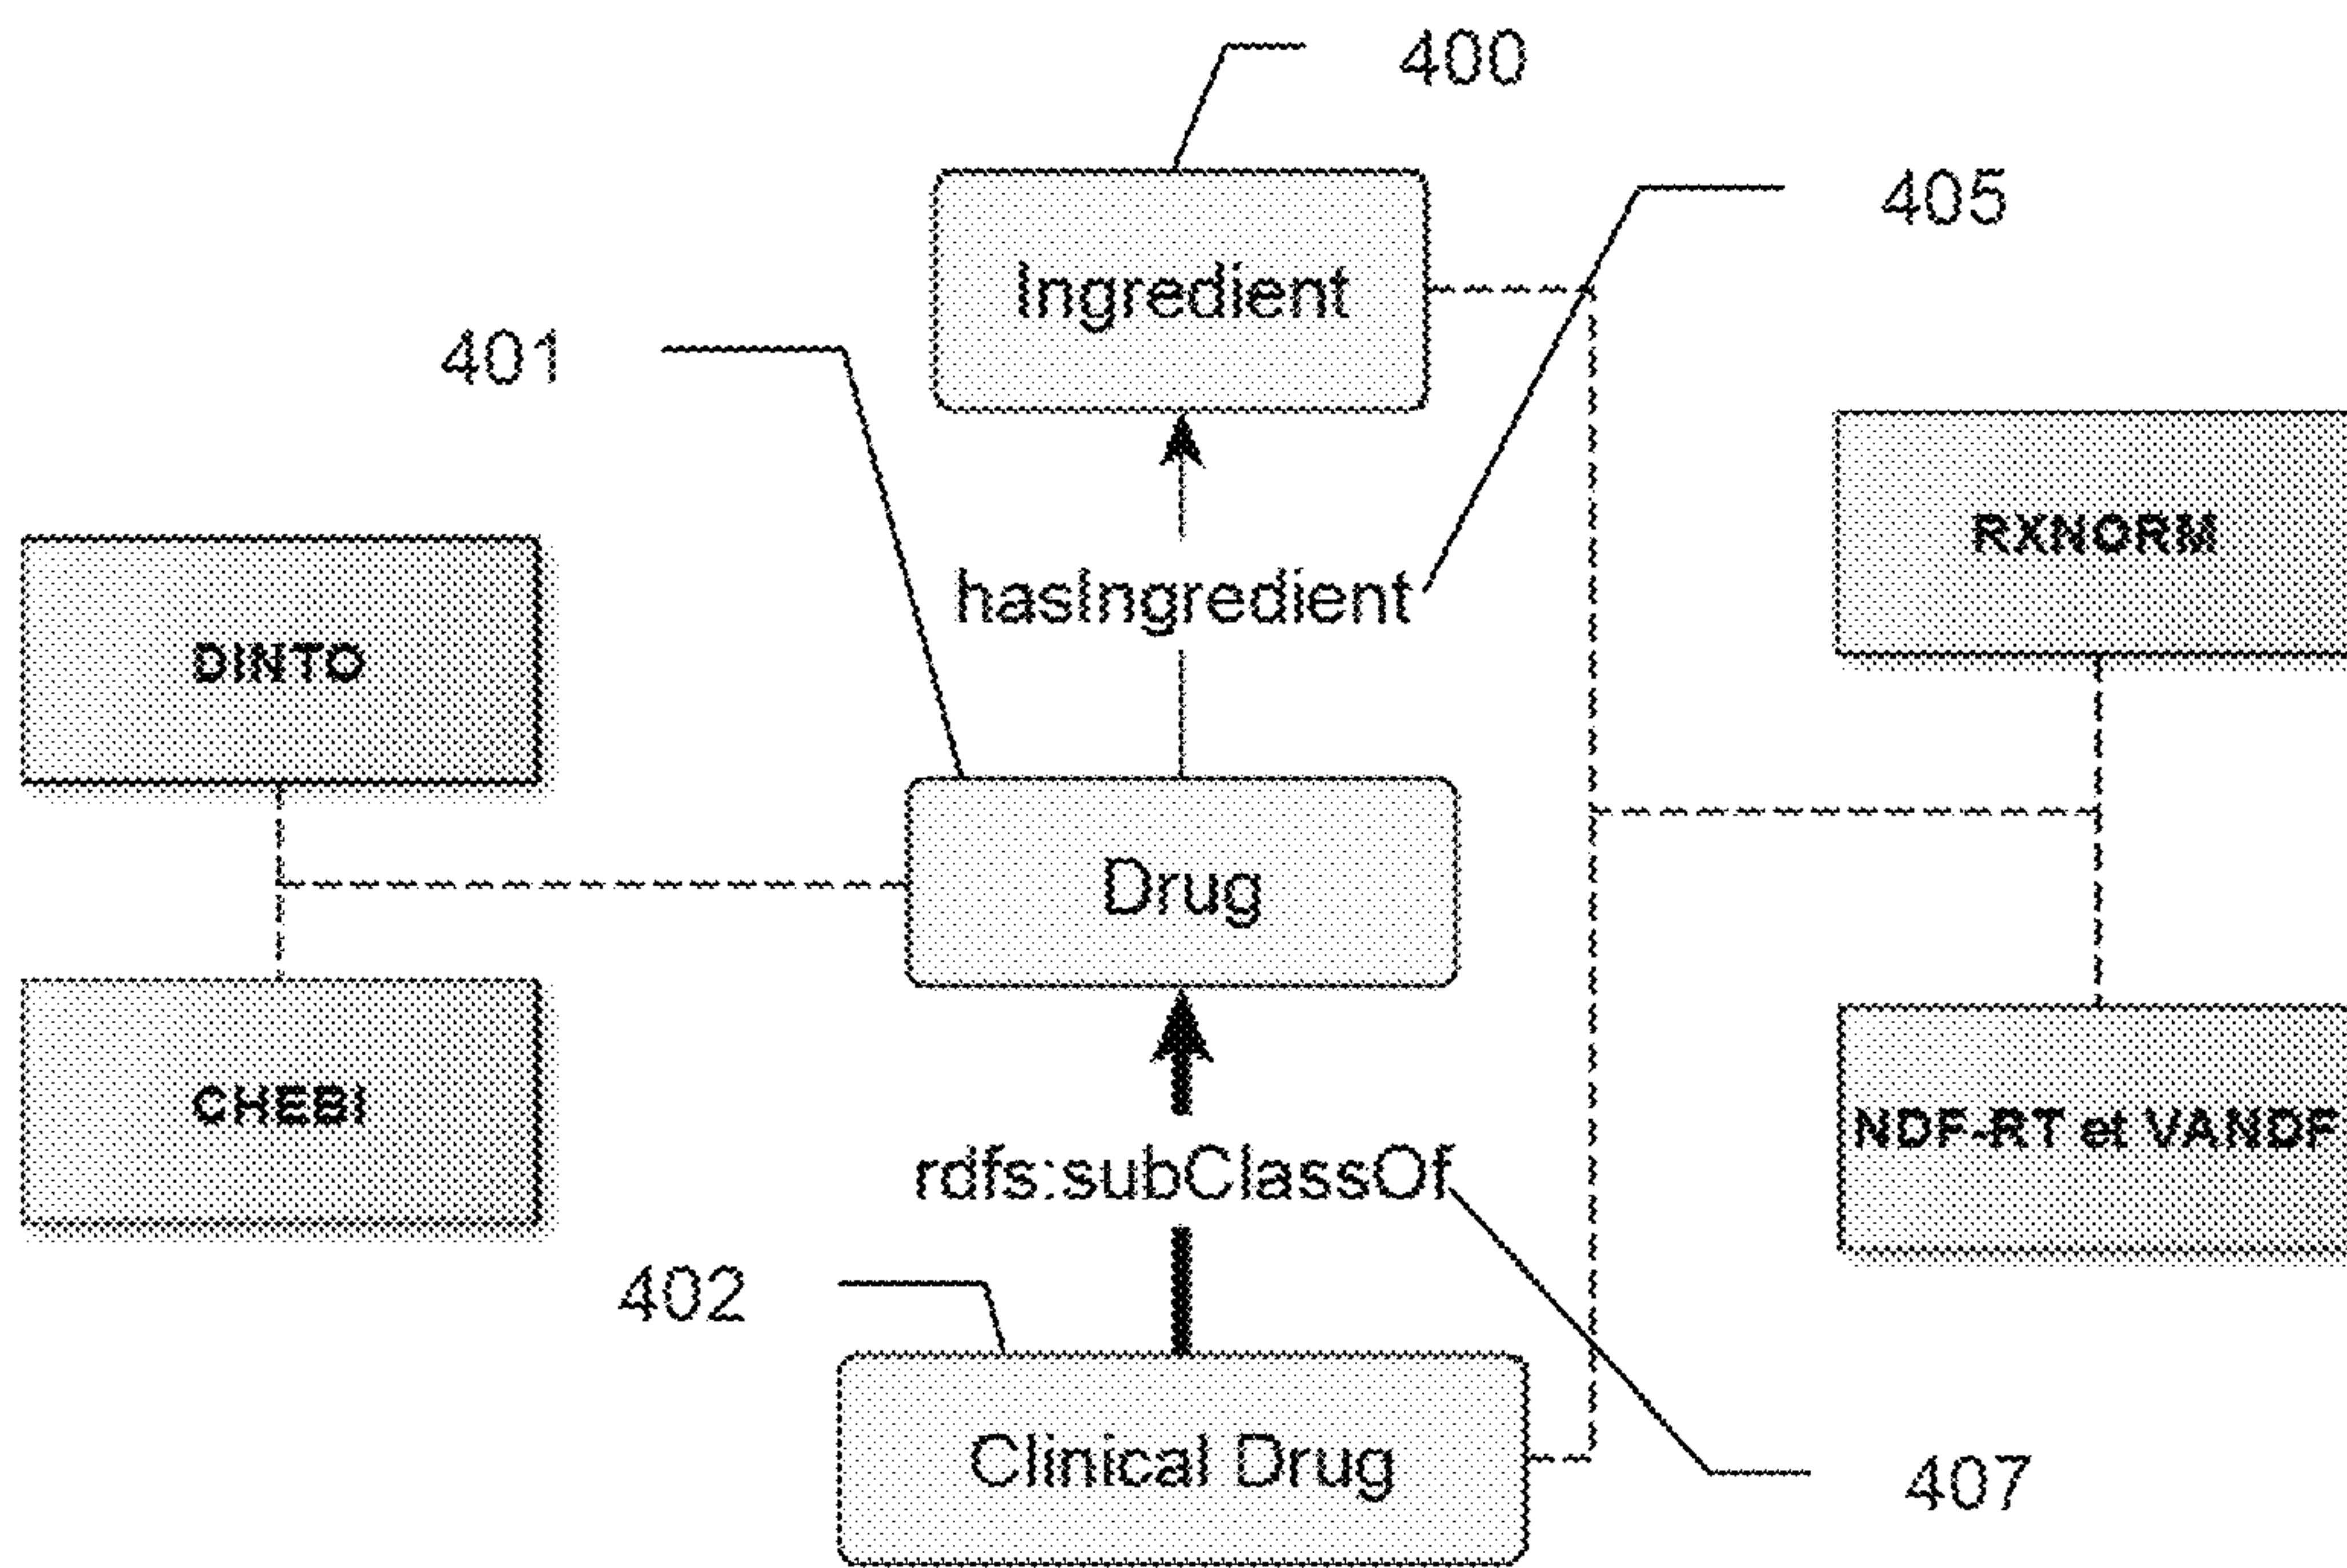 400
Ingredient
405
401
hasIngredient
RXNORM
DINTO
Drug
CHEBI
NDF-RT et VANDF
rdfs:subClassOf
402
Clinical Drug
407